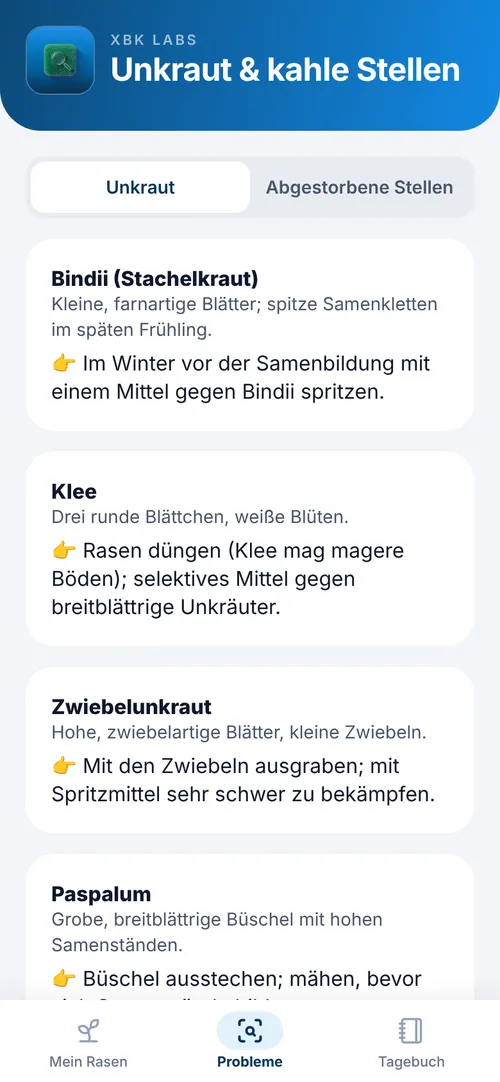 XBK LABS
Unkraut & kahle Stellen
Unkraut
Abgestorbene Stellen
Bindii (Stachelkraut)
Kleine, farnartige Blätter; spitze Samenkletten
im späten Frühling.
👉 Im Winter vor der Samenbildung mit
einem Mittel gegen Bindii spritzen.
Klee
Drei runde Blättchen, weiße Blüten.
👉 Rasen düngen (Klee mag magere
Böden); selektives Mittel gegen
breitblättrige Unkräuter.
Zwiebelunkraut
Hohe, zwiebelartige Blätter, kleine Zwiebeln.
👉 Mit den Zwiebeln ausgraben; mit
Spritzmittel sehr schwer zu bekämpfen.
Paspalum
Grobe, breitblättrige Büschel mit hohen
Samenständen.
👉 Büschel ausstechen; mähen, bevor
Mein Rasen
Probleme
Tagebuch